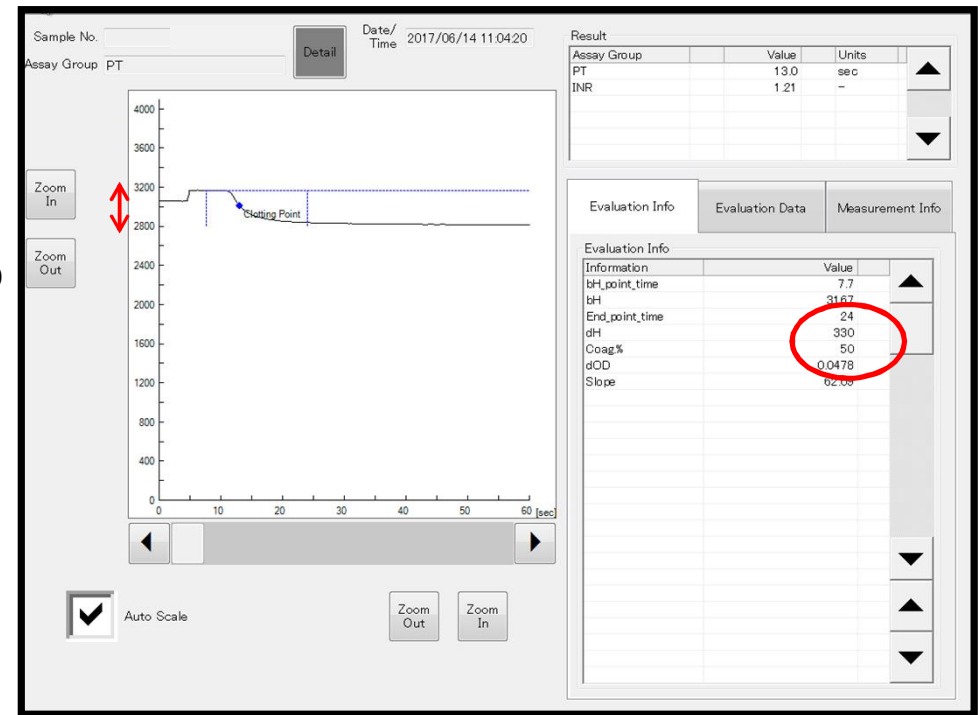 Sample No.
Date/
Time 2017/06/14 11:04:20
Detail
Assay Group PT
Result
Assay Group Value Units
PT 13.0 sec
INR 1.21 -
4000
3600
3200
2800
2400
2000
1600
1200
800
400
0
0 10 20 30 40 50 60 [sec]
Clotting Point
Zoom
In
Zoom
Out
Auto Scale
Zoom
Out
Zoom
In
Evaluation Info Evaluation Data Measurement Info
Evaluation Info
Information Value
bH_point_time 7.7
bH 3167
End_point_time 24
dH 330
Coag.% 50
dOD 0.0478
Slope 62.09